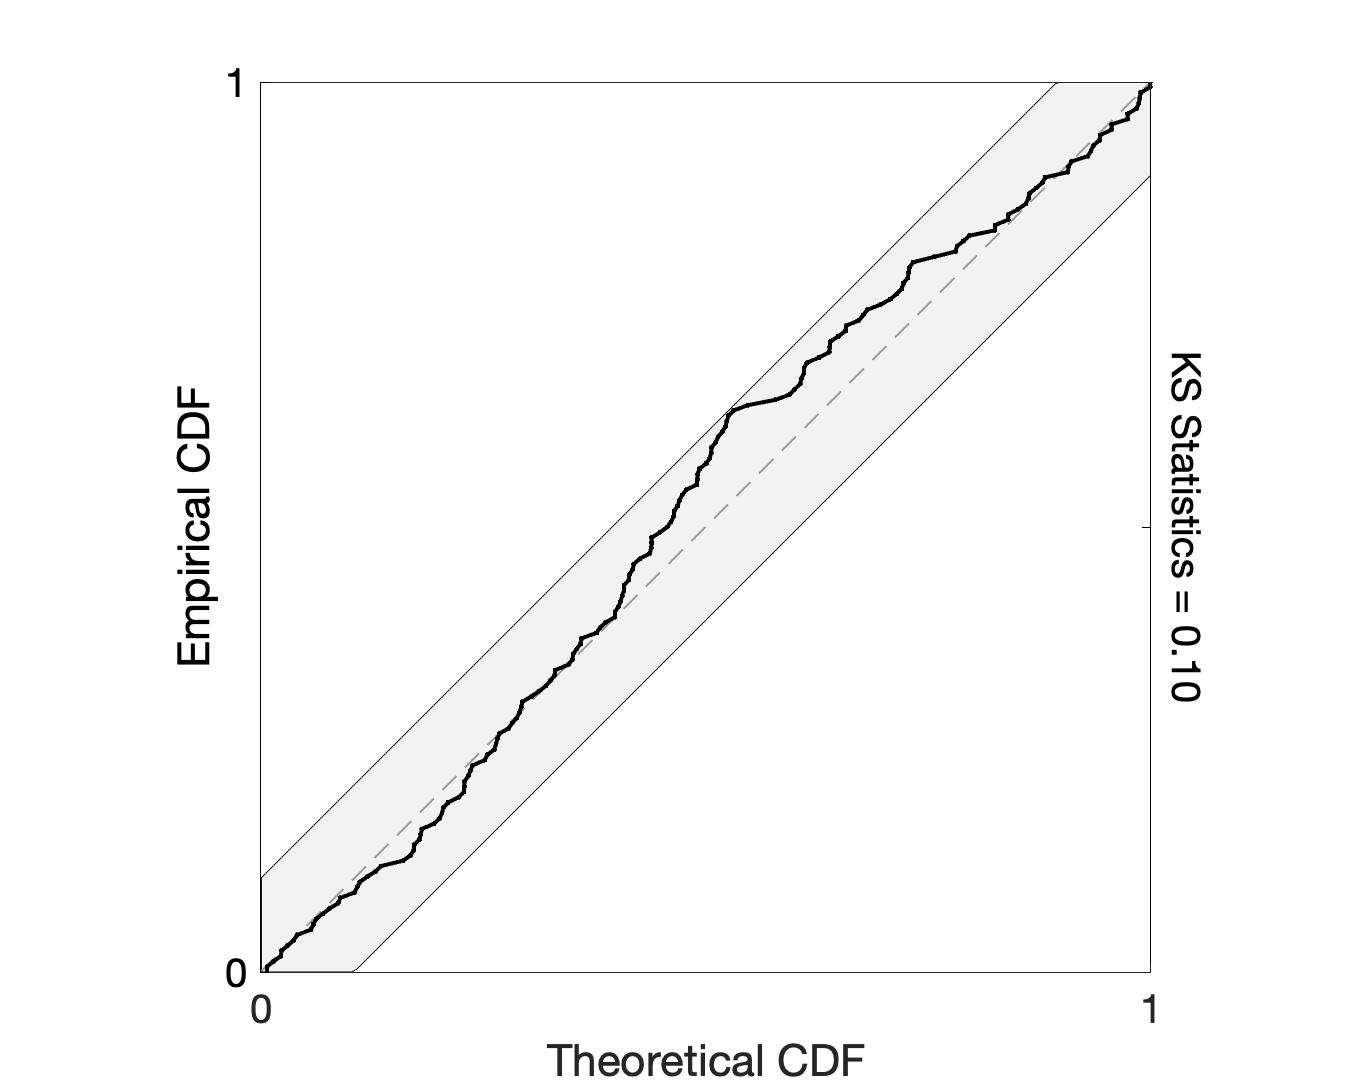 1
Empirical CDF
KS Statistics = 0.10
0
0
1
Theoretical CDF